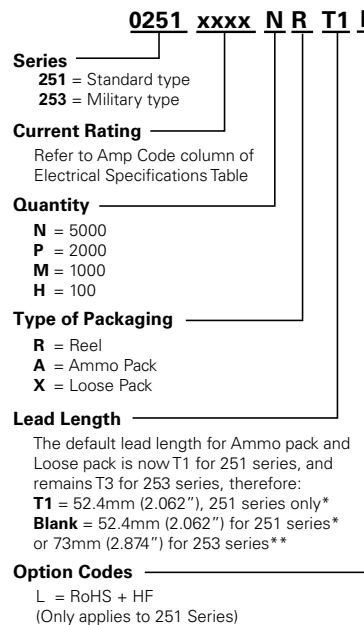 0251 xxxx N R T1
Series
251 = Standard type
253 = Military type
Current Rating
Refer to Amp Code column of
Electrical Specifications Table
Quantity
N = 5000
P = 2000
M = 1000
H = 100
Type of Packaging
R = Reel
A = Ammo Pack
X = Loose Pack
Lead Length
The default lead length for Ammo pack and
Loose pack is now T1 for 251 series, and
remains T3 for 253 series, therefore:
T1 = 52.4mm (2.062”), 251 series only*
Blank = 52.4mm (2.062”) for 251 series*
or 73mm (2.874”) for 253 series**
Option Codes
L = RoHS + HF
(Only applies to 251 Series)